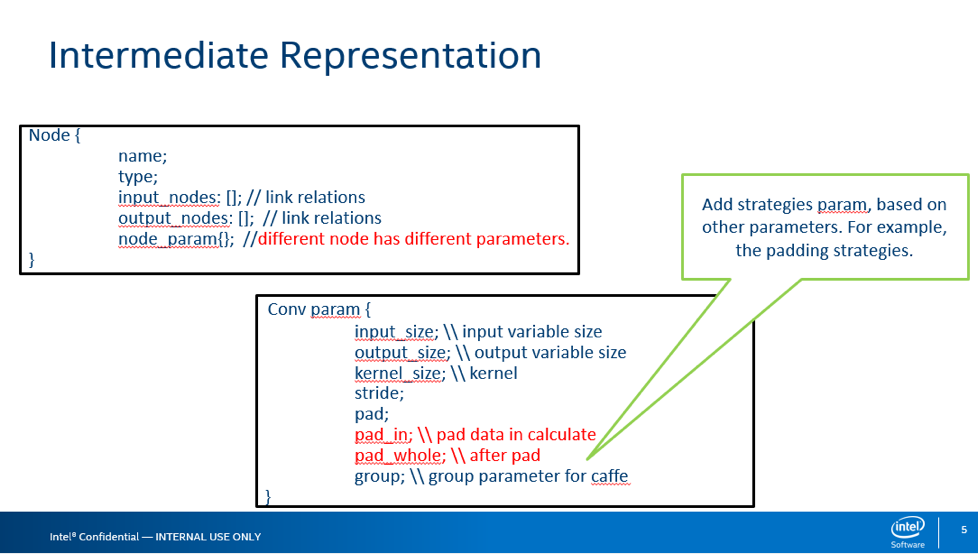 Intermediate Representation
Node {
name;
type;
input_nodes: []; // link relations
output_nodes: []; // link relations
node_param{}; //different node has different parameters.
}
Add strategies param, based on
other parameters. For example,
the padding strategies.
Conv param {
input_size; \\ input variable size
output_size; \\ output variable size
kernel_size; \\ kernel
stride;
pad;
pad_in; \\ pad data in calculate
pad_whole; \\ after pad
group; \\ group parameter for caffe
}
Intel® Confidential — INTERNAL USE ONLY
intel
Software
5